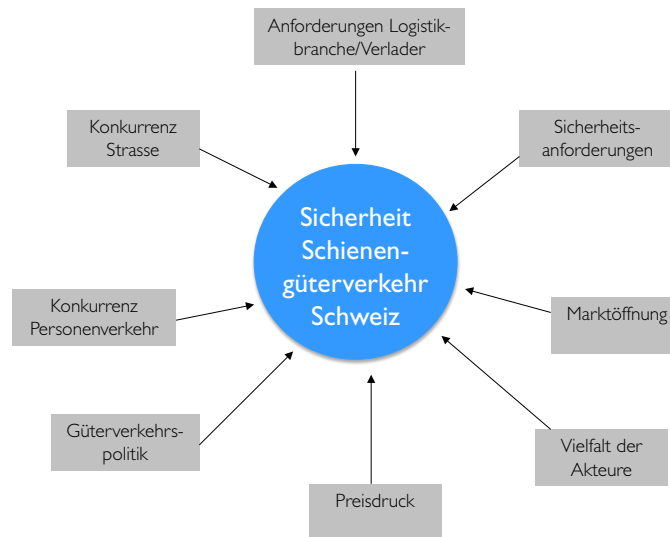 Anforderungen Logistik-
branche/Verlader
Konkurrenz
Strasse
Sicherheits-
anforderungen
Sicherheit
Schienen-
güterverkehr
Schweiz
Konkurrenz
Personenverkehr
Marktöffnung
Güterverkehrs-
politik
Vielfalt der
Akteure
Preisdruck